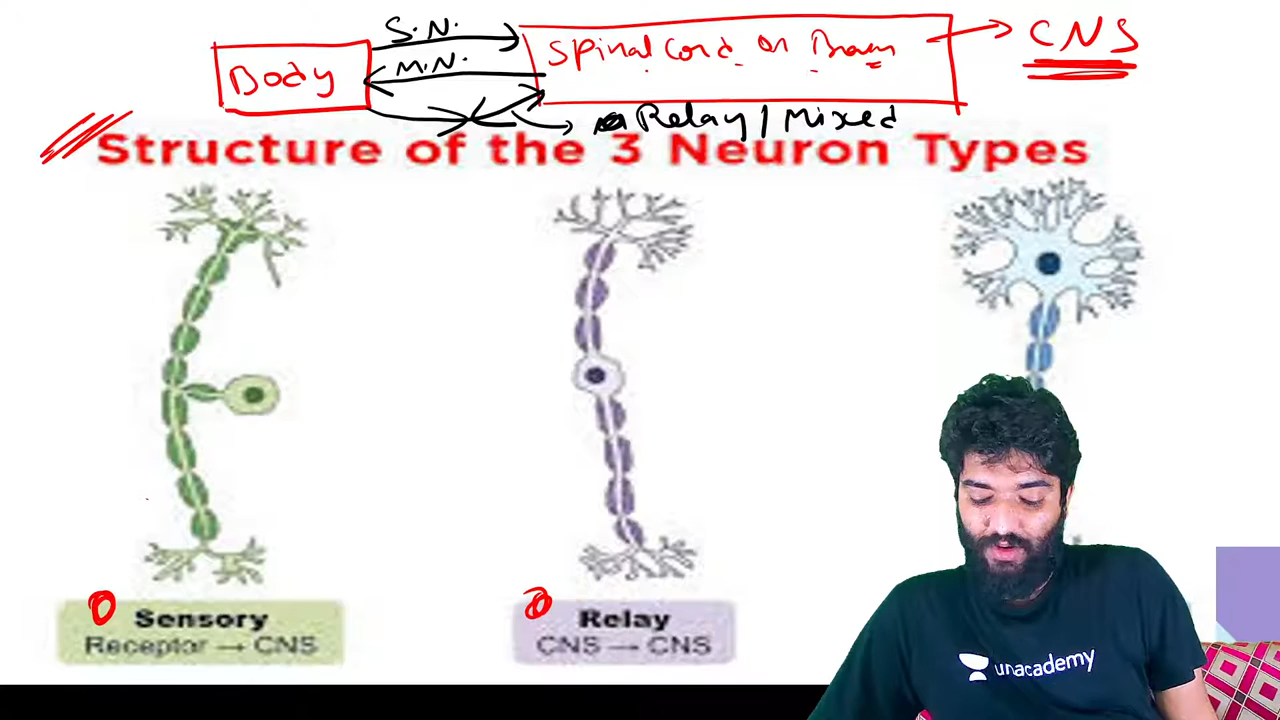 S.N.
Body
M.N.
Spinal Cord or Brain
CNS
Relay / Mixed
Structure of the 3 Neuron Types
Sensory
Receptor → CNS
Relay
CNS → CNS
unacademy